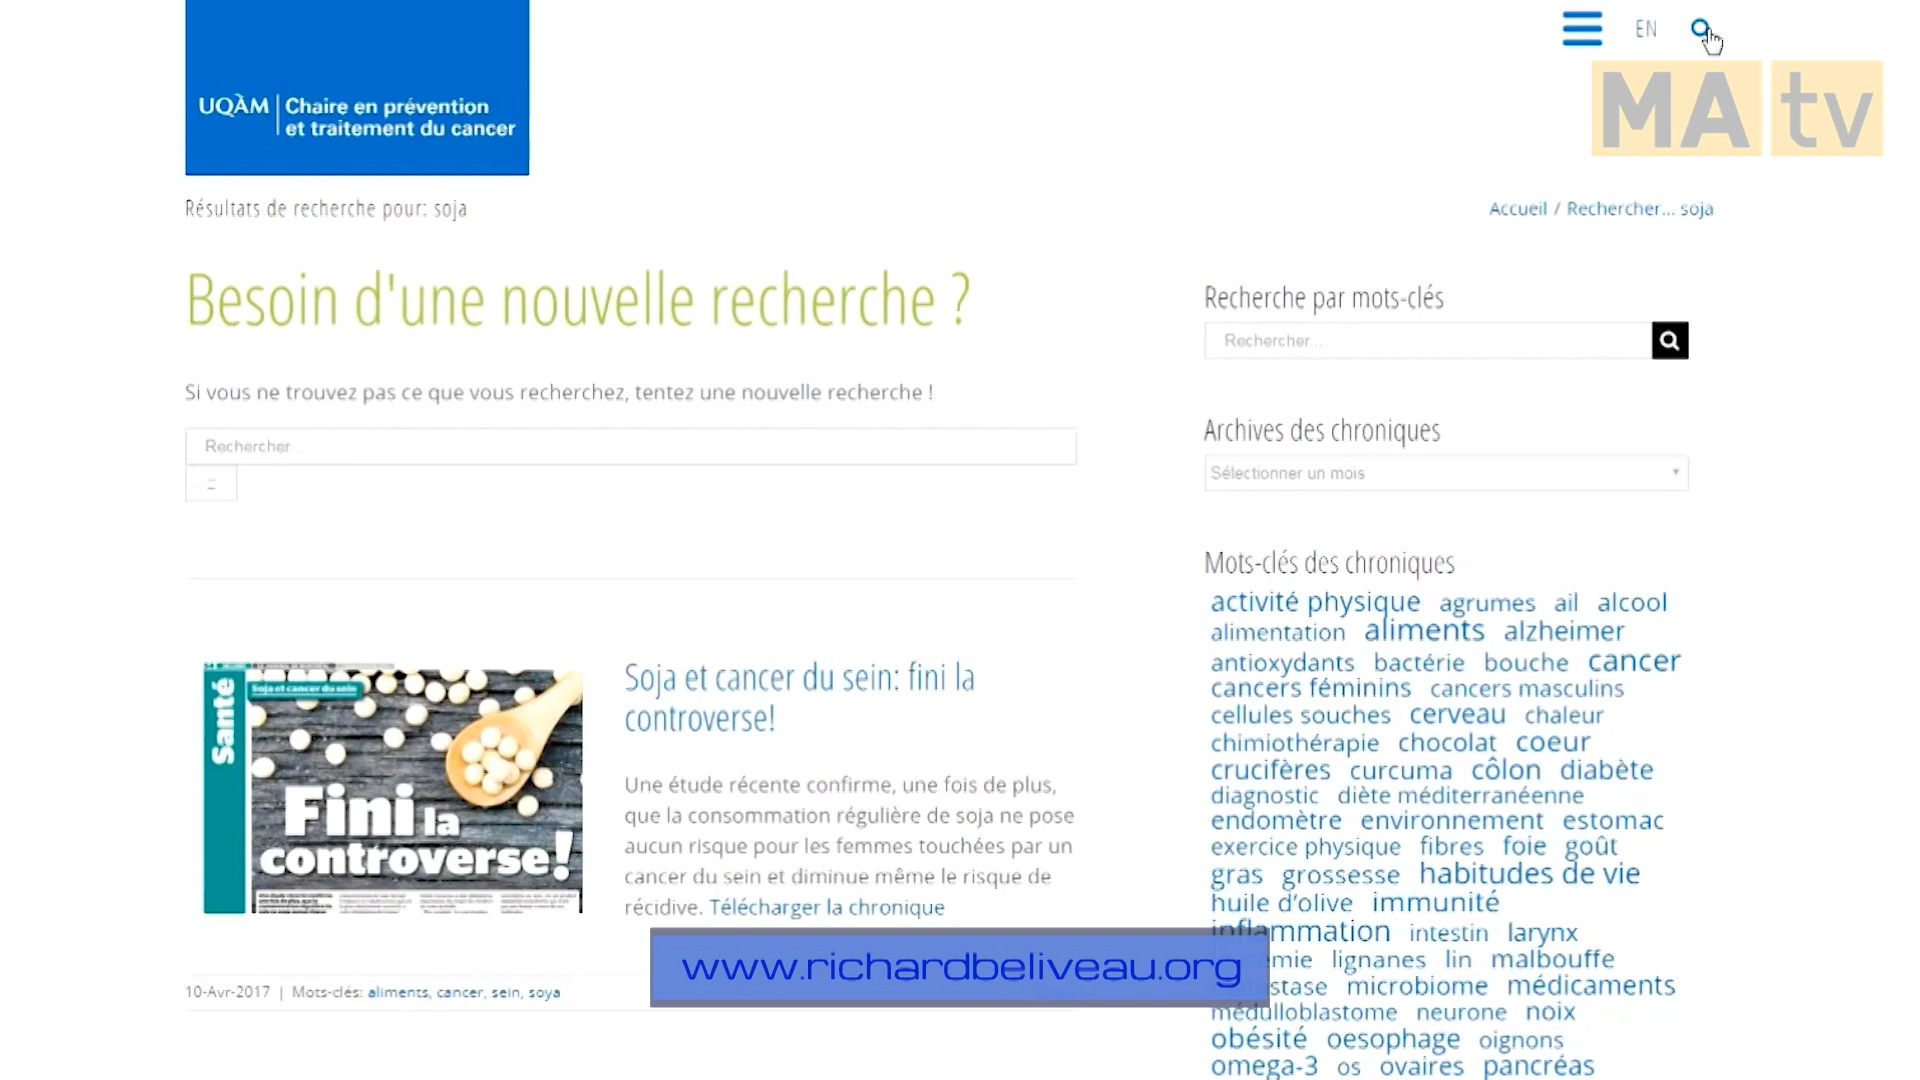 EN
MAtv
UQÀM | Chaire en prévention
et traitement du cancer
Résultats de recherche pour: soja
Accueil / Rechercher... soja
Besoin d'une nouvelle recherche ?
Si vous ne trouvez pas ce que vous recherchez, tentez une nouvelle recherche !
Rechercher...
Soja et cancer du sein: fini la
controverse!
Santé
Soja et cancer du sein
Fini la
controverse!
Une étude récente confirme, une fois de plus,
que la consommation régulière de soja ne pose
aucun risque pour les femmes touchées par un
cancer du sein et diminue même le risque de
récidive. Télécharger la chronique
10-Avr-2017 | Mots-clés: aliments, cancer, sein, soya
www.richardbeliveau.org
Recherche par mots-clés
Rechercher...
Archives des chroniques
Sélectionner un mois
Mots-clés des chroniques
activité physique agrumes ail alcool
alimentation aliments alzheimer
antioxydants bactérie bouche cancer
cancers féminins cancers masculins
cellules souches cerveau chaleur
chimiothérapie chocolat coeur
crucifères curcuma côlon diabète
diagnostic diète méditerranéenne
endomètre environnement estomac
exercice physique fibres foie goût
gras grossesse habitudes de vie
huile d'olive immunité
inflammation intestin larynx
lignanes lin malbouffe
microbiome médicaments
médulloblastome neurone noix
obésité oesophage oignons
omega-3 os ovaires pancréas